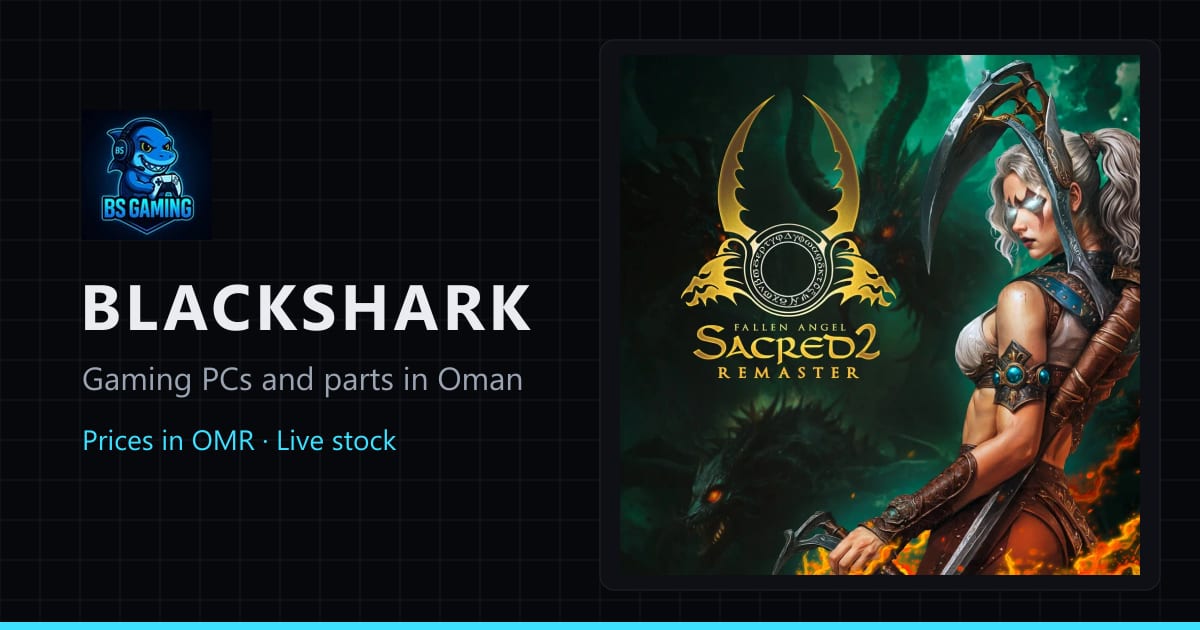 BS
BS GAMING
BLACKSHARK
Gaming PCs and parts in Oman
Prices in OMR · Live stock
FALLEN ANGEL
SACRED 2
REMASTER